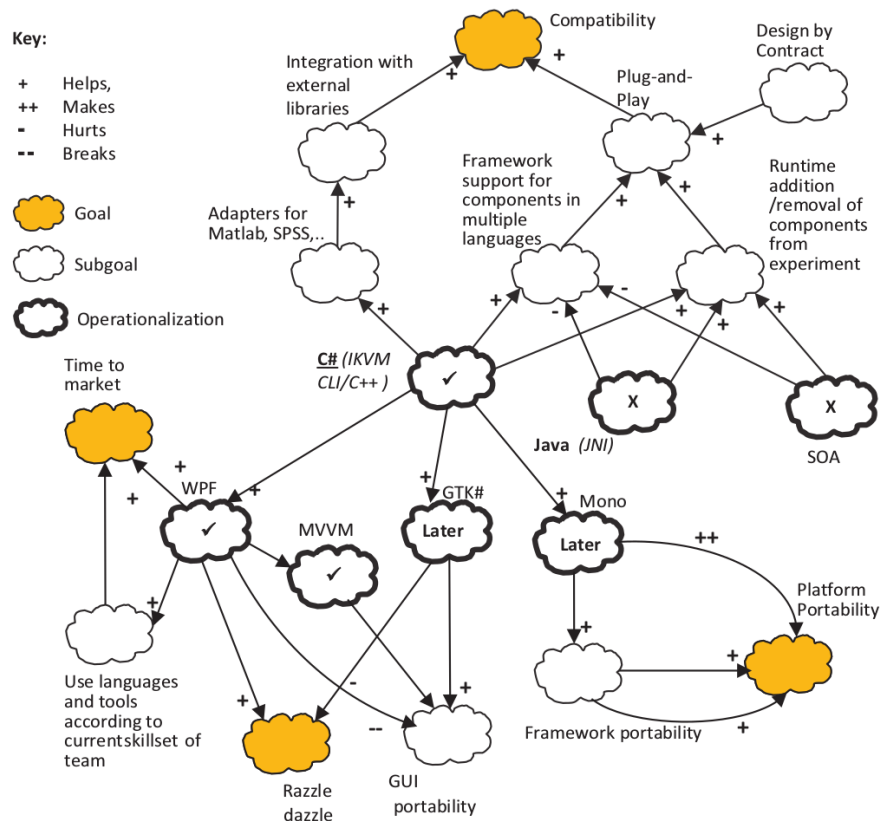 Key:
+ Helps,
++ Makes
- Hurts
-- Breaks
Goal
Subgoal
Operationalization
Compatibility
+
+
Integration with
external
libraries
Plug-and-
Play
Design by
Contract
+
Framework
support for
components in
multiple
languages
+
+
Runtime
addition
/removal of
components
from
experiment
+
Adapters for
Matlab, SPSS,..
+
+
-
-
+
+
+
C# (IKVM
CLI/C++ )
✓
X
X
Java (JNI)
SOA
Time to
market
+
+
WPF
+
✓
MVVM
✓
+
GTK#
Later
+
Mono
Later
++
Platform
Portability
+
+
+
Framework portability
+
Use languages
and tools
according to
currentskillset of
team
+
-
--
+
Razzle
dazzle
GUI
portability